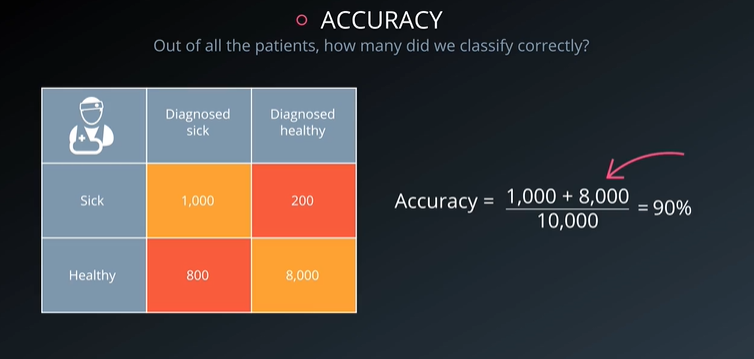 ACCURACY
Out of all the patients, how many did we classify correctly?
Diagnosed
sick
Diagnosed
healthy
Sick
1,000
200
Healthy
800
8,000
Accuracy = 1,000 + 8,000
10,000
= 90%